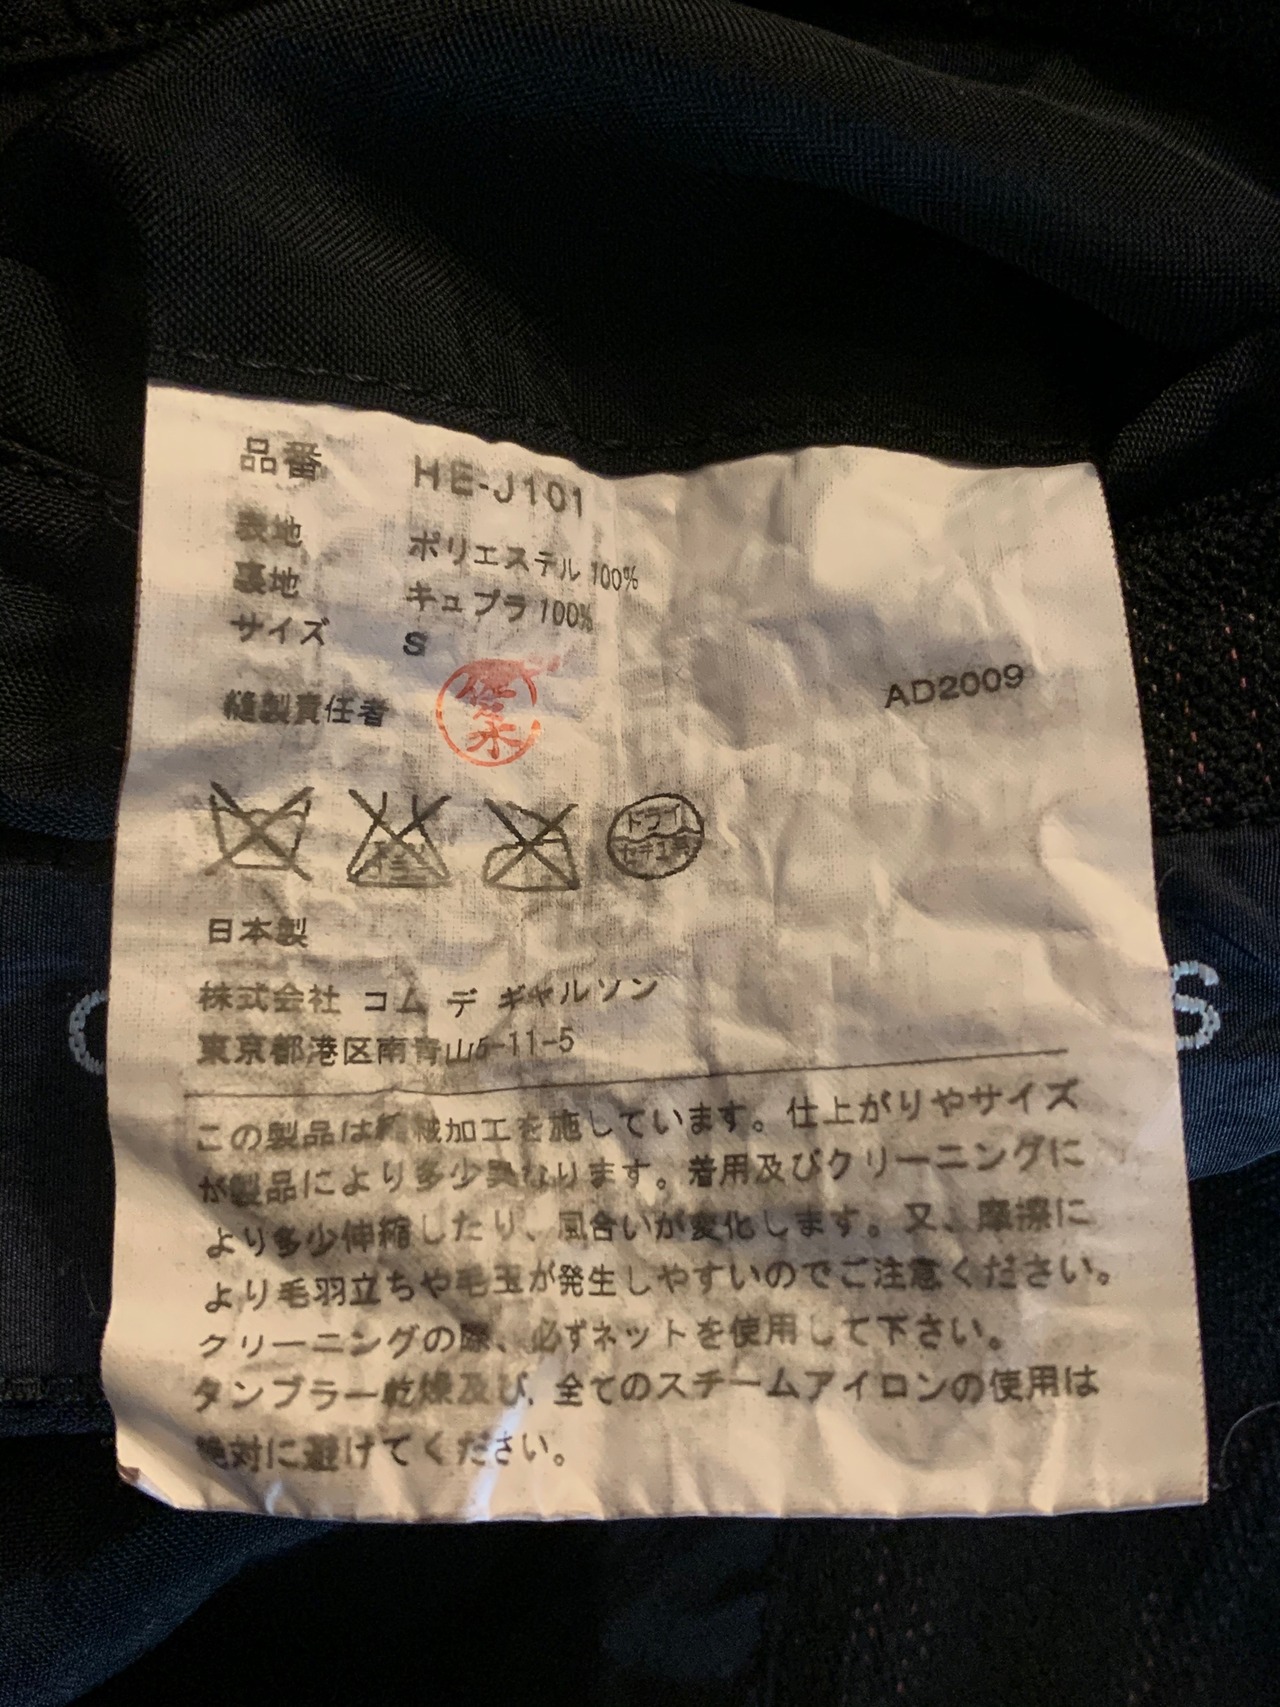 品番 HE-J101
表地 ポリエステル 100%
裏地 キュプラ 100%
サイズ S
縫製責任者
AD2009
ドライ
セキユ系
日本製
株式会社 コム デ ギャルソン
東京都港区南青山5-11-5
この製品は縮絨加工を施しています。仕上がりやサイズ
が製品により多少異なります。着用及びクリーニングに
より多少伸縮したり、風合いが変化します。又、摩擦に
より毛羽立ちや毛玉が発生しやすいのでご注意ください。
クリーニングの際、必ずネットを使用して下さい。
タンブラー乾燥及び、全てのスチームアイロンの使用は
絶対に避けてください。
S